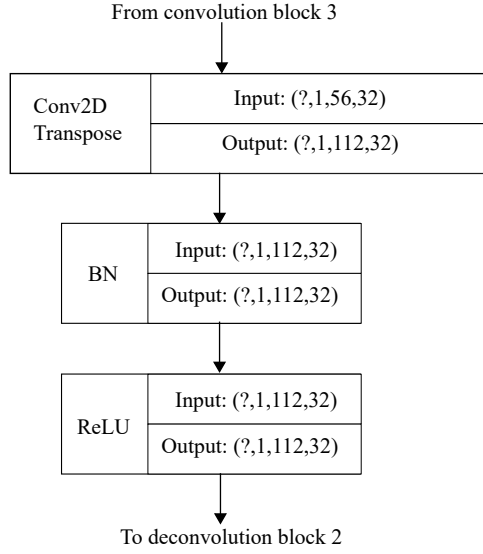 From convolution block 3
Conv2D
Transpose
Input: (?,1,56,32)
Output: (?,1,112,32)
BN
Input: (?,1,112,32)
Output: (?,1,112,32)
ReLU
Input: (?,1,112,32)
Output: (?,1,112,32)
To deconvolution block 2